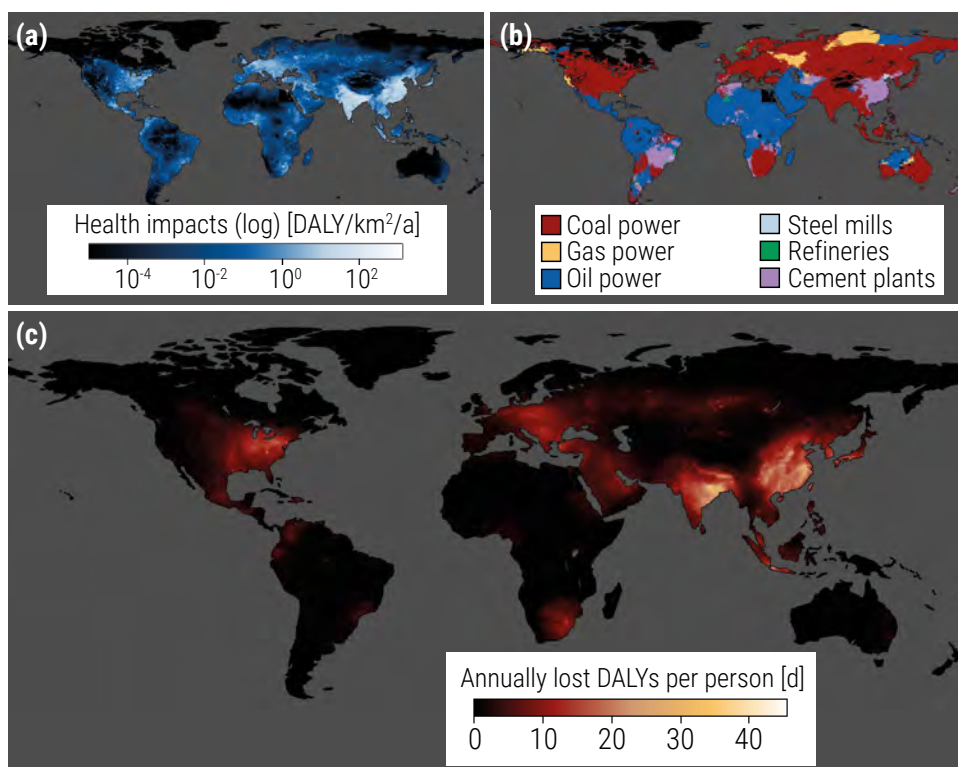 (a)
Health impacts (log) [DALY/km²/a]
10⁻⁴ 10⁻² 10⁰ 10²
(b)
Coal power Steel mills
Gas power Refineries
Oil power Cement plants
(c)
Annually lost DALYs per person [d]
0 10 20 30 40